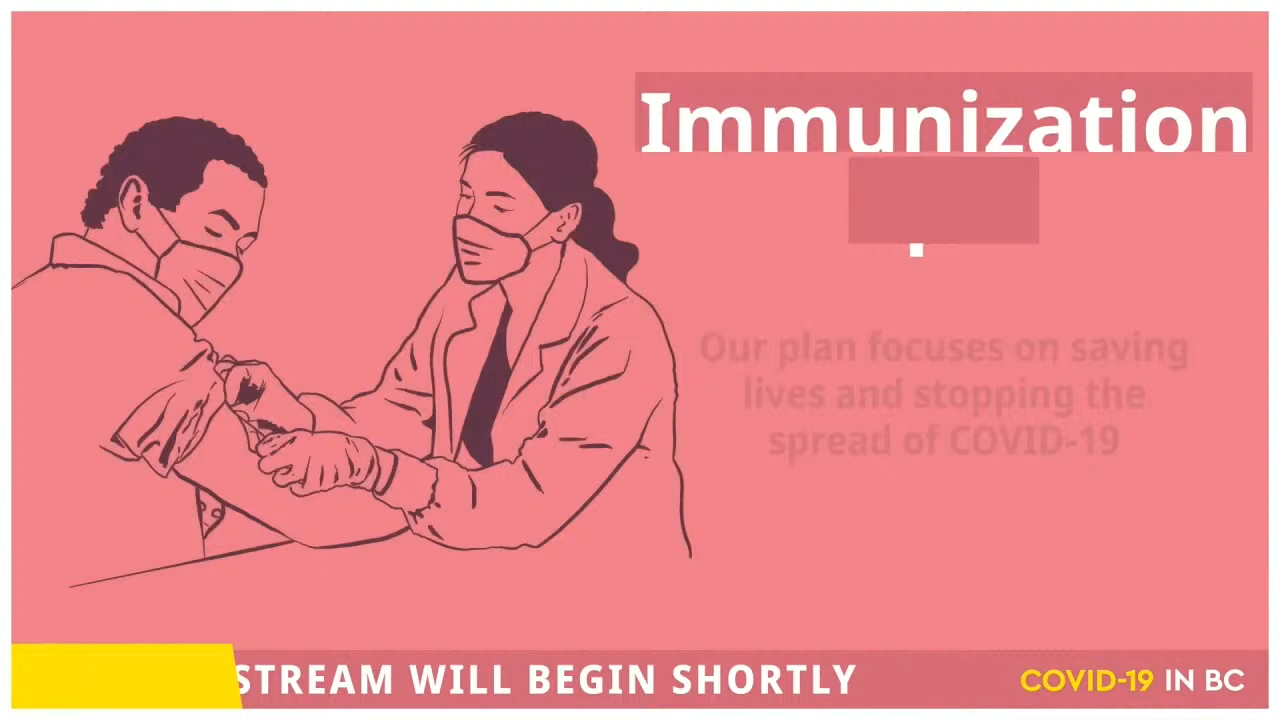 Immunization
Our plan focuses on saving
lives and stopping the
spread of COVID-19
STREAM WILL BEGIN SHORTLY
COVID-19 IN BC